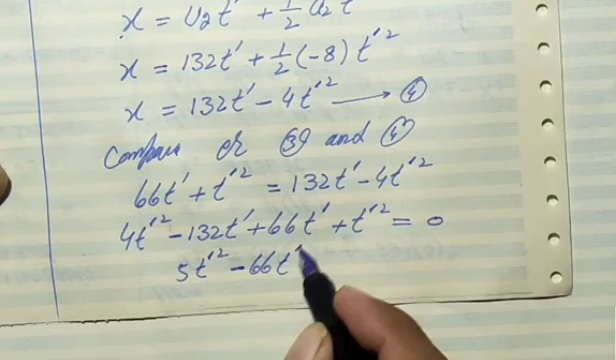 x = U₂t' + ½ a₂t
x = 132t' + ½(-8) t'²
x = 132t' - 4t'² → ④
Compare Er ③ and ④
66t' + t'² = 132t' - 4t'²
4t'² - 132t' + 66t' + t'² = 0
5t'² - 66t'